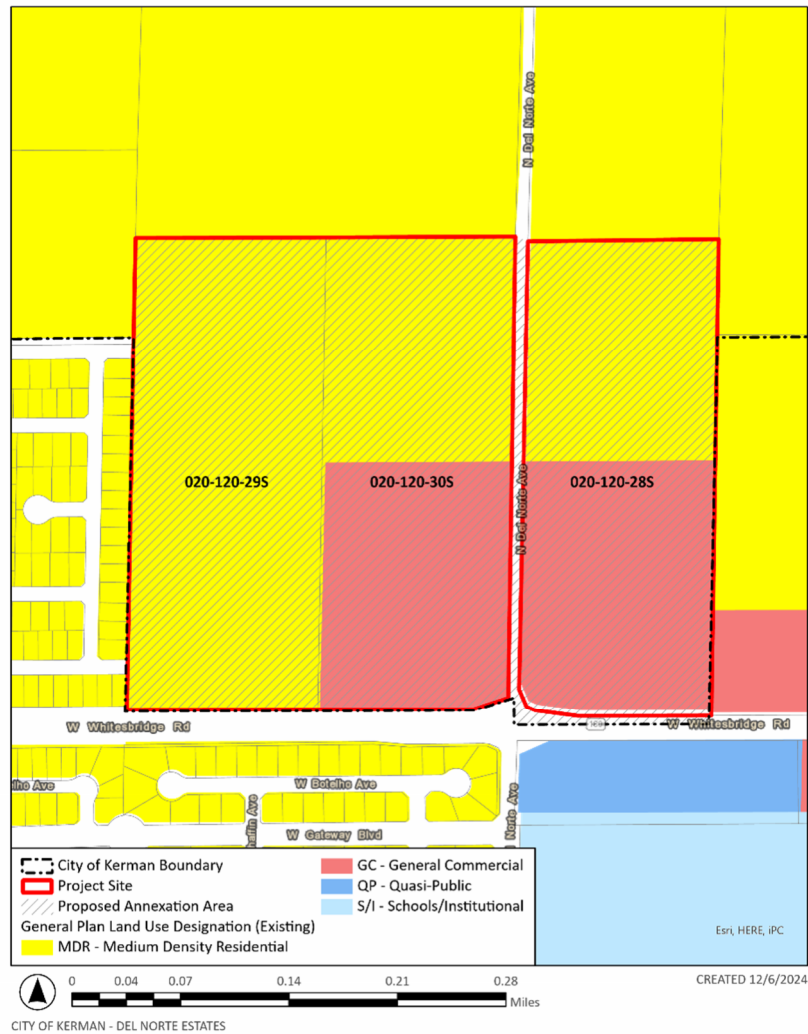 N Del Norte Ave
020-120-29S
020-120-30S
020-120-28S
N Del Norte Ave
W Whitesbridge Rd
W Whitesbridge Rd
lho Ave
W Botelho Ave
haffin Ave
W Gateway Blvd
l Norte Ave
City of Kerman Boundary
Project Site
Proposed Annexation Area
General Plan Land Use Designation (Existing)
MDR - Medium Density Residential
GC - General Commercial
QP - Quasi-Public
S/I - Schools/Institutional
Esri, HERE, iPC
0 0.04 0.07 0.14 0.21 0.28
Miles
CREATED 12/6/2024
CITY OF KERMAN - DEL NORTE ESTATES